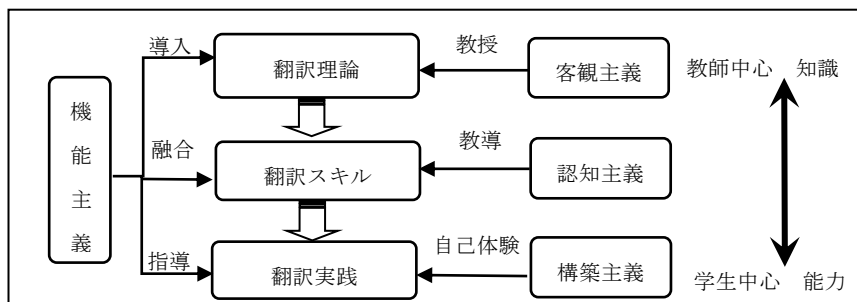 導入
翻訳理論
教授
客観主義
教師中心　知識
機能主義
融合
翻訳スキル
教導
認知主義
指導
翻訳実践
自己体験
構築主義
学生中心　能力